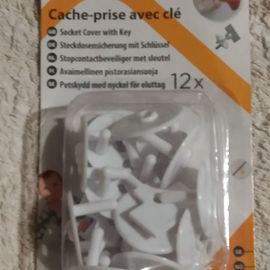 Cache-prise avec clé
Socket Cover with Key
Steckdosensicherung mit Schlüssel
Stopcontactbeveiliger met sleutel
Avaimellinen pistorasiansuoja
Petskydd med nyckel för eluttag
12x